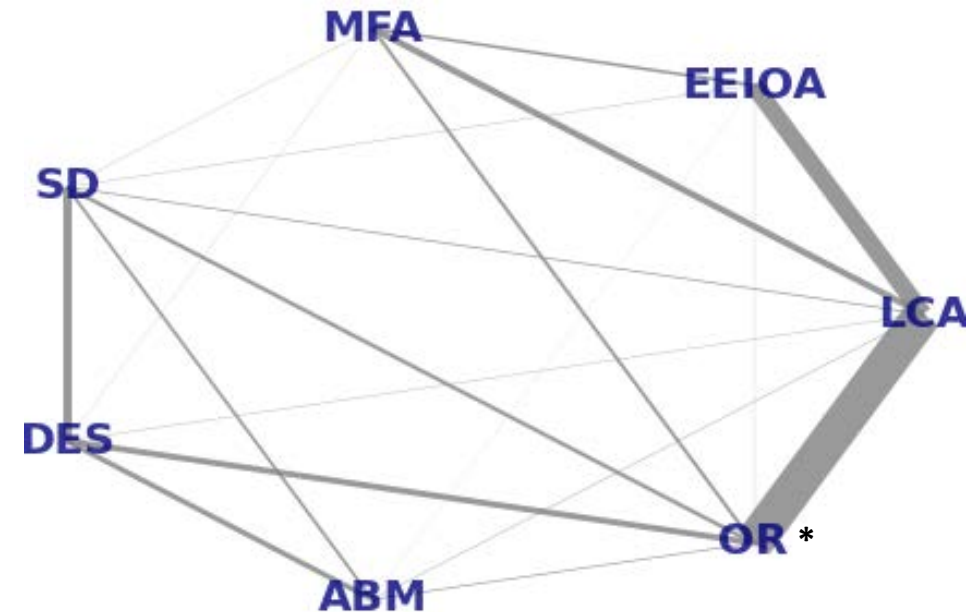 MFA
EEIOA
SD
LCA
DES
OR *
ABM